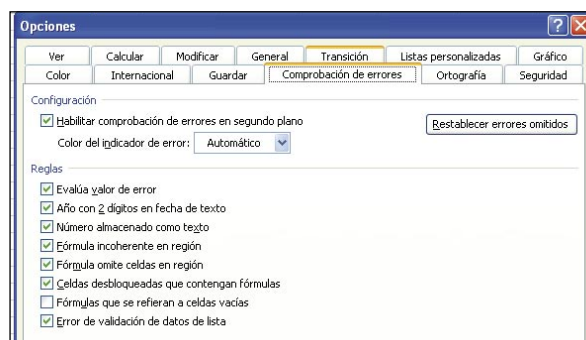 Opciones
Ver Calcular Modificar General Transición Listas personalizadas Gráfico
Color Internacional Guardar Comprobación de errores Ortografía Seguridad
Configuración
Habilitar comprobación de errores en segundo plano Restablecer errores omitidos
Color del indicador de error: Automático
Reglas
Evalúa valor de error
Año con 2 dígitos en fecha de texto
Número almacenado como texto
Fórmula incoherente en región
Fórmula omite celdas en región
Celdas desbloqueadas que contengan fórmulas
Fórmulas que se refieran a celdas vacías
Error de validación de datos de lista